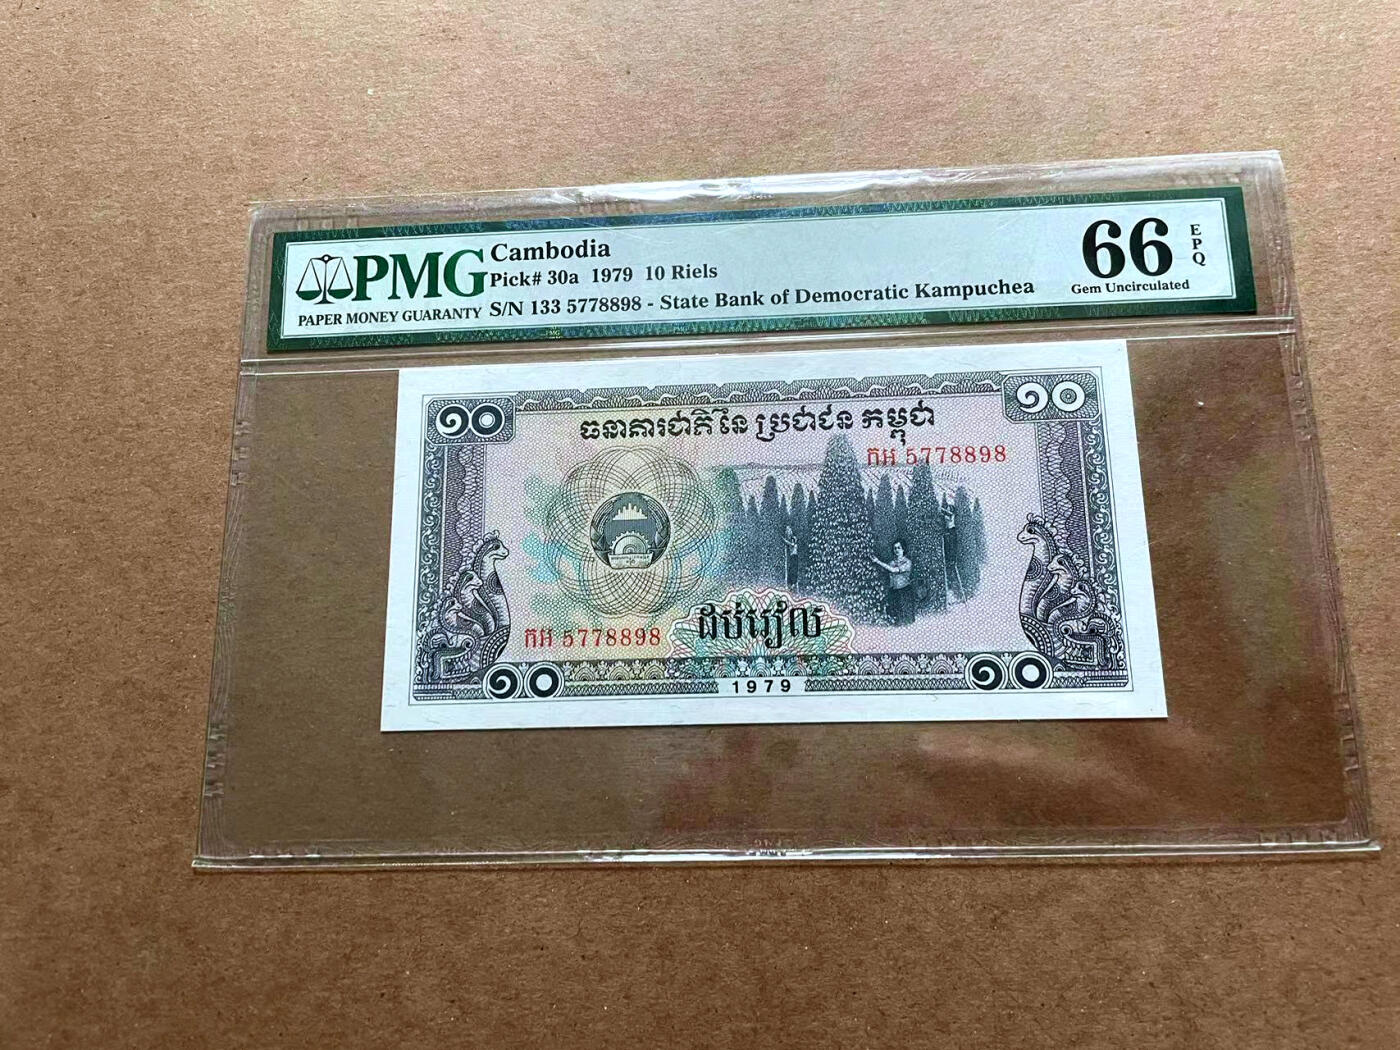 PMG
PAPER MONEY GUARANTY
Cambodia
Pick# 30a 1979 10 Riels
S/N 133 5778898 - State Bank of Democratic Kampuchea
66
EPQ
Gem Uncirculated
១០ ១០
ធនាគារជាតិនៃ ប្រជាជន កម្ពុជា
កអ 5778898
កអ 5778898
ដប់រៀល
១០ 1979 ១០